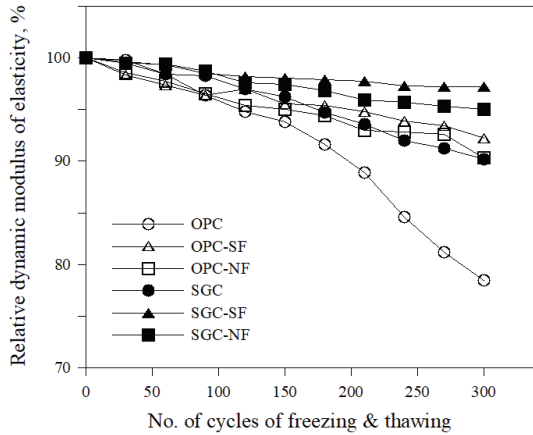 Relative dynamic modulus of elasticity, %
100
90
80
70
OPC
OPC-SF
OPC-NF
SGC
SGC-SF
SGC-NF
0 50 100 150 200 250 300
No. of cycles of freezing & thawing